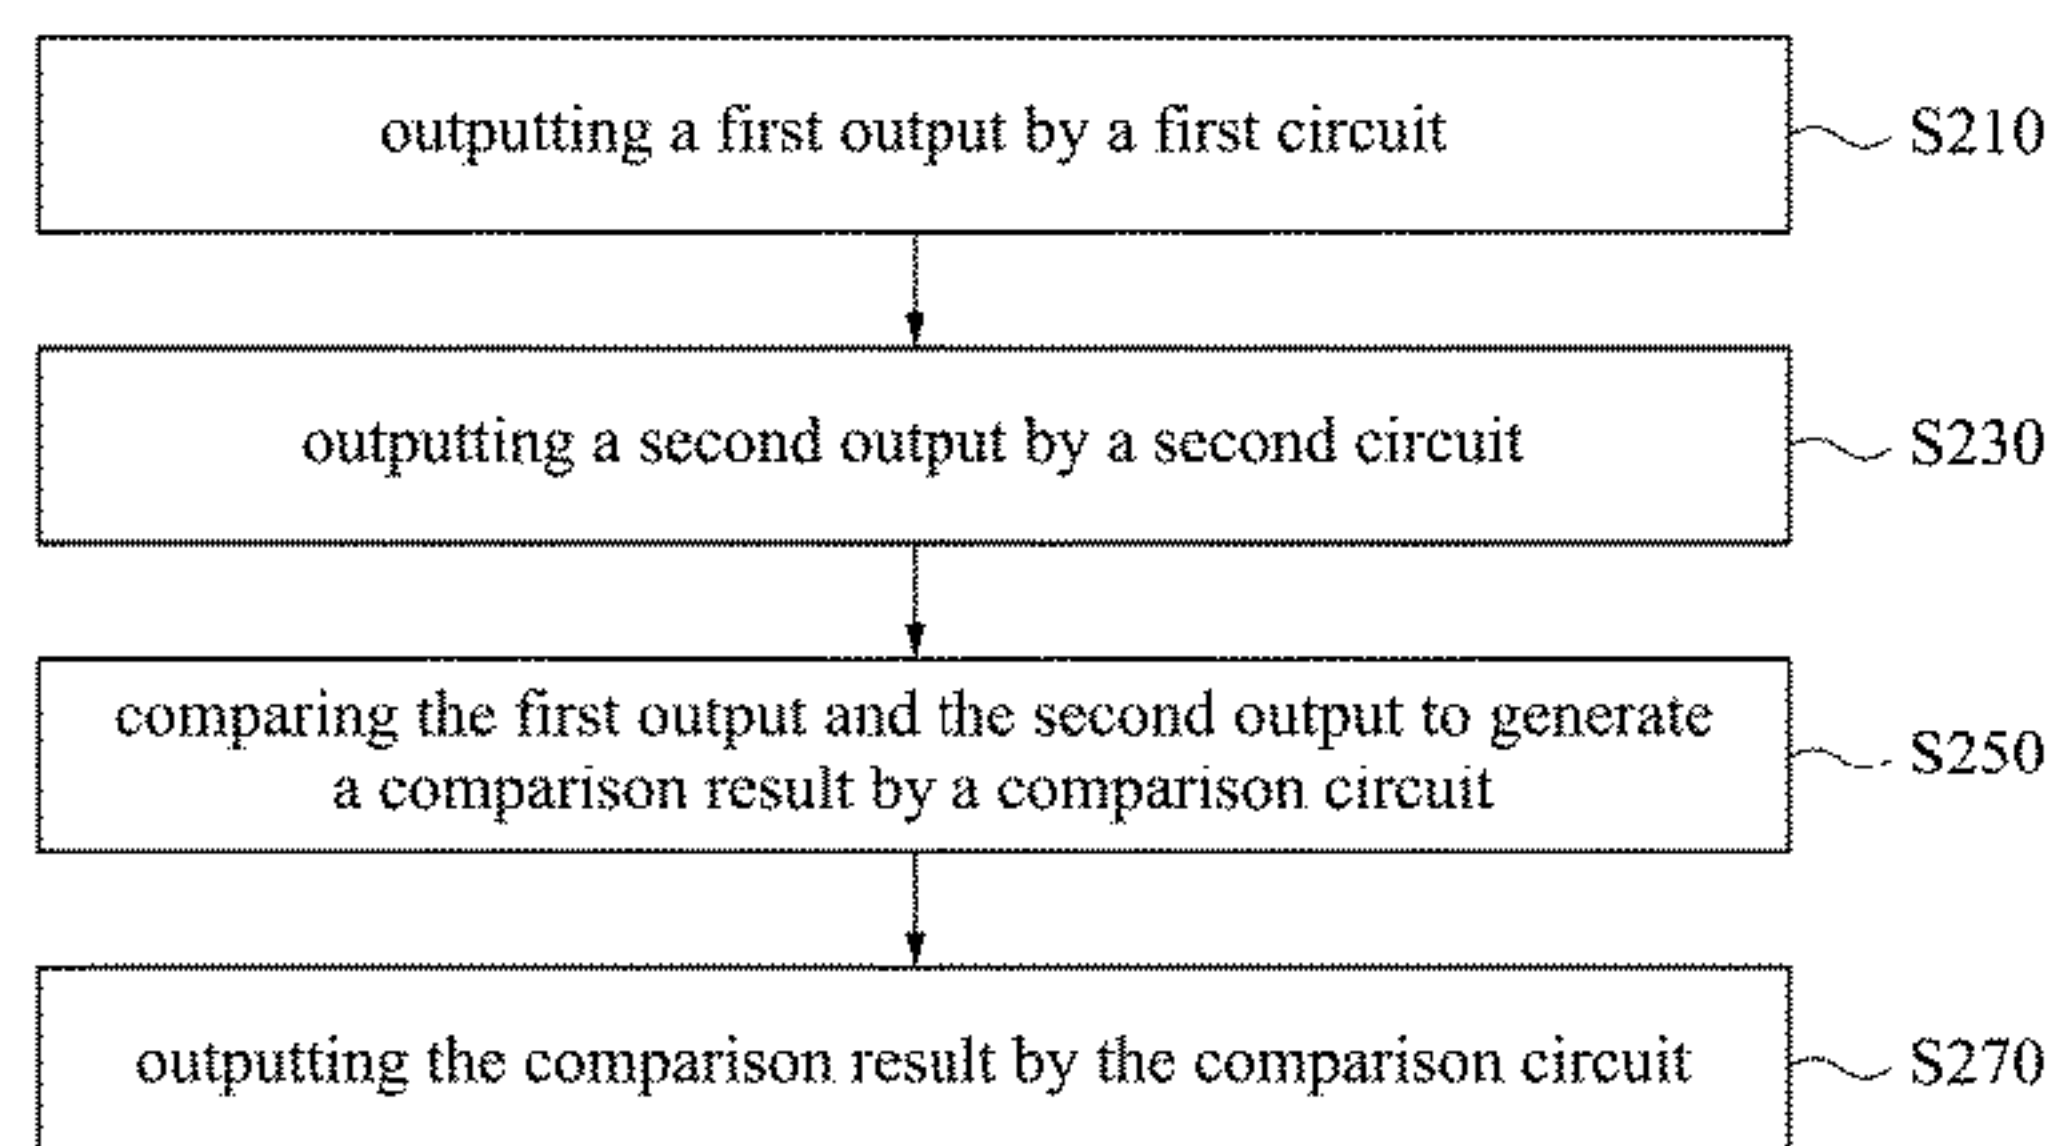 outputting a first output by a first circuit
S210
outputting a second output by a second circuit
S230
comparing the first output and the second output to generate
a comparison result by a comparison circuit
S250
outputting the comparison result by the comparison circuit
S270